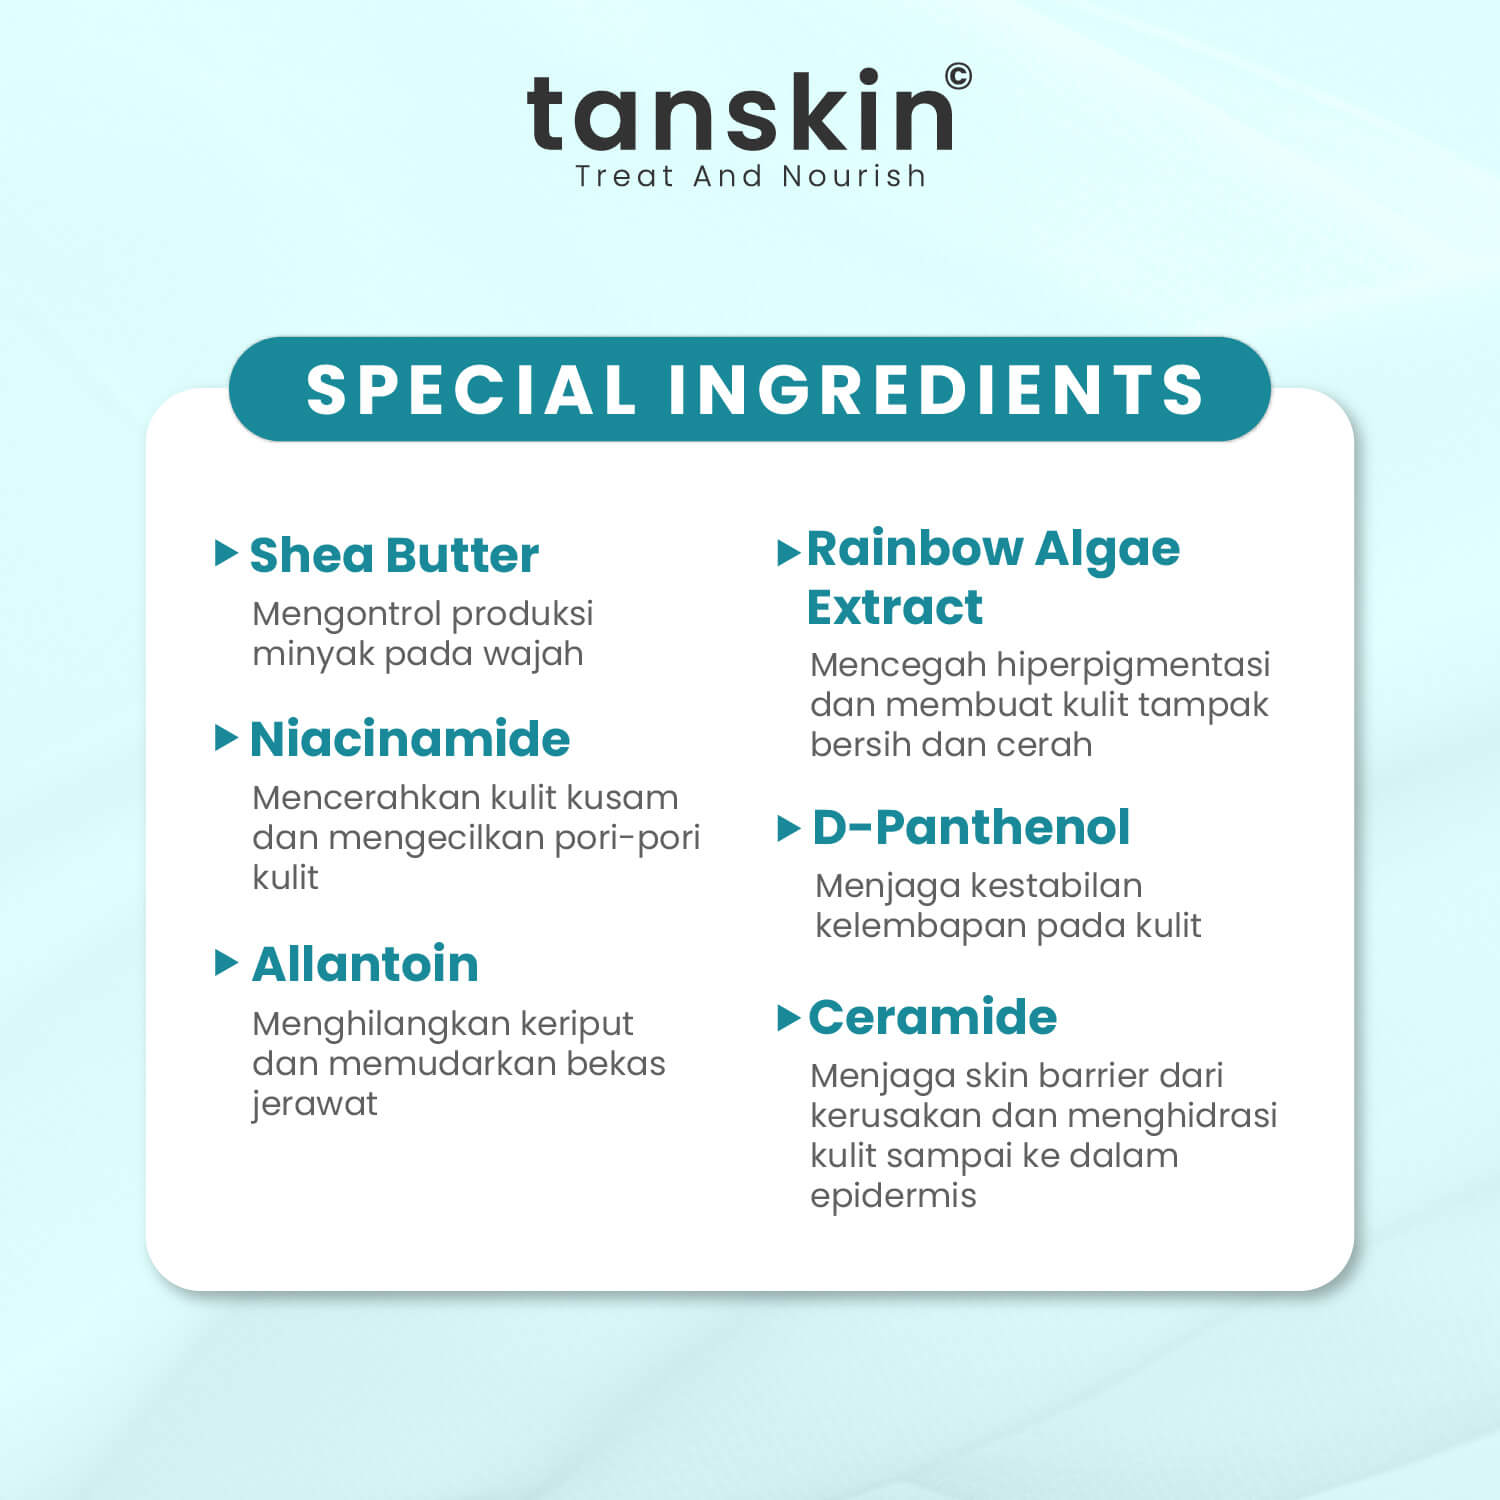 tanskin©
Treat And Nourish
SPECIAL INGREDIENTS
Shea Butter
Mengontrol produksi
minyak pada wajah
Niacinamide
Mencerahkan kulit kusam
dan mengecilkan pori-pori
kulit
Allantoin
Menghilangkan keriput
dan memudarkan bekas
jerawat
Rainbow Algae
Extract
Mencegah hiperpigmentasi
dan membuat kulit tampak
bersih dan cerah
D-Panthenol
Menjaga kestabilan
kelembapan pada kulit
Ceramide
Menjaga skin barrier dari
kerusakan dan menghidrasi
kulit sampai ke dalam
epidermis